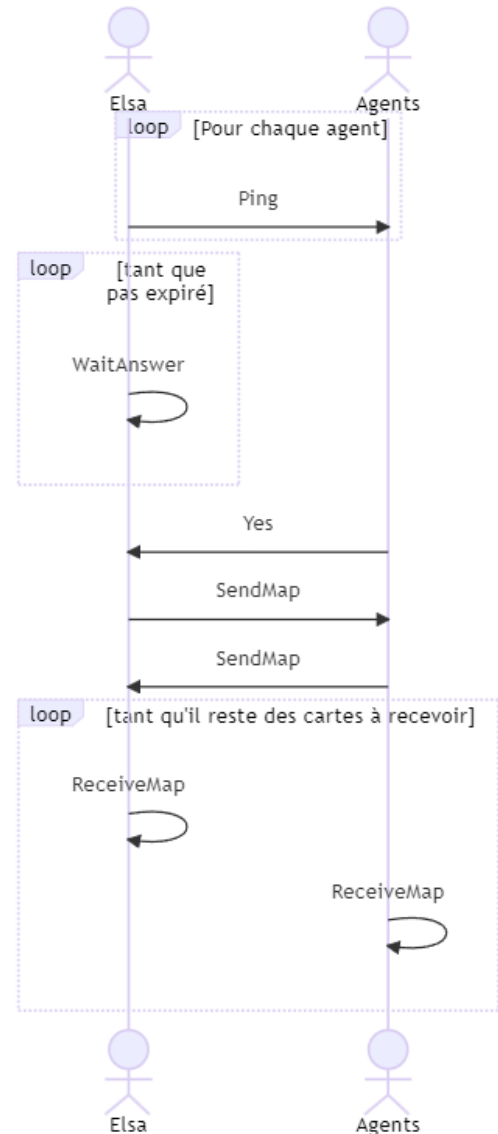 Elsa
Agents
loop
[Pour chaque agent]
Ping
loop
[tant que
pas expiré]
WaitAnswer
Yes
SendMap
SendMap
loop
[tant qu'il reste des cartes à recevoir]
ReceiveMap
ReceiveMap
Elsa
Agents